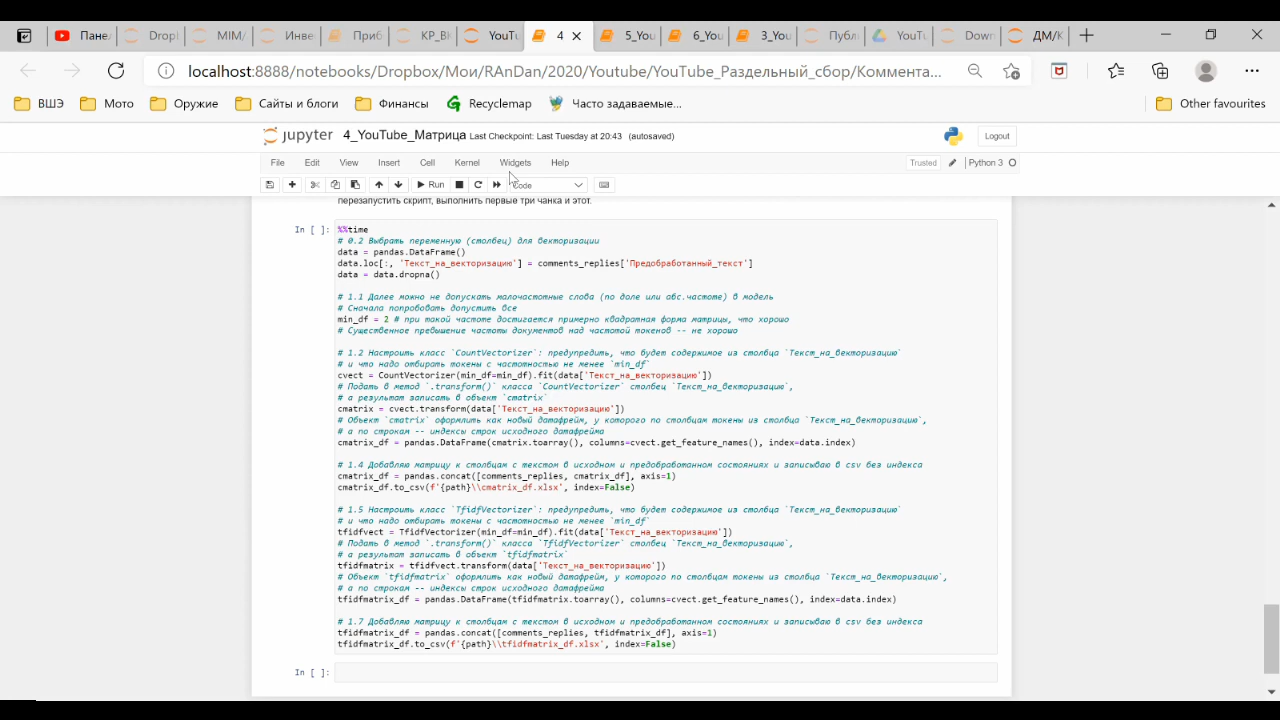 Пане
Dropl
MIM/
Инве
Приб
КР_ВК
YouTu
4
5_You
6_You
3_You
Публ
YouTu
Down
ДМ/К
localhost:8888/notebooks/Dropbox/Мои/RAnDan/2020/Youtube/YouTube_Раздельный_сбор/Коммента...
ВШЭ
Мото
Оружие
Сайты и блоги
Финансы
Recyclemap
Часто задаваемые...
Other favourites
jupyter 4_YouTube_Матрица Last Checkpoint: Last Tuesday at 20:43 (autosaved)
Logout
File Edit View Insert Cell Kernel Widgets Help
Trusted
Python 3
Run
Code
перезапустить скрипт, выполнить первые три чанка и этот.
In [ ]: %%time
# 0.2 Выбрать переменную (столбец) для векторизации
data = pandas.DataFrame()
data.loc[:, 'Текст_на_векторизацию'] = comments_replies['Предобработанный_текст']
data = data.dropna()
# 1.1 Далее можно не допускать малочастотные слова (по доле или абс.частоте) в модель
# Сначала попробовать допустить все
min_df = 2 # при такой частоте достигается примерно квадратная форма матрицы, что хорошо
# Существенное превышение частоты документов над частотой токенов -- не хорошо
# 1.2 Настроить класс `CountVectorizer`: предупредить, что будет содержимое из столбца `Текст_на_векторизацию`
# и что надо отбирать токены с частотностью не менее `min_df`
cvect = CountVectorizer(min_df=min_df).fit(data['Текст_на_векторизацию'])
# Подать в метод `.transform()` класса `CountVectorizer` столбец `Текст_на_векторизацию`,
# а результат записать в объект `cmatrix`
cmatrix = cvect.transform(data['Текст_на_векторизацию'])
# Объект `cmatrix` оформить как новый датафрейм, у которого по столбцам токены из столбца `Текст_на_векторизацию`,
# а по строкам -- индексы строк исходного датафрейма
cmatrix_df = pandas.DataFrame(cmatrix.toarray(), columns=cvect.get_feature_names(), index=data.index)
# 1.4 Добавляю матрицу к столбцам с текстом в исходном и предобработанном состояниях и записываю в csv без индекса
cmatrix_df = pandas.concat([comments_replies, cmatrix_df], axis=1)
cmatrix_df.to_csv(f'{path}\\cmatrix_df.xlsx', index=False)
# 1.5 Настроить класс `TfidfVectorizer`: предупредить, что будет содержимое из столбца `Текст_на_векторизацию`
# и что надо отбирать токены с частотностью не менее `min_df`
tfidfvect = TfidfVectorizer(min_df=min_df).fit(data['Текст_на_векторизацию'])
# Подать в метод `.transform()` класса `TfidfVectorizer` столбец `Текст_на_векторизацию`,
# а результат записать в объект `tfidfmatrix`
tfidfmatrix = tfidfvect.transform(data['Текст_на_векторизацию'])
# Объект `tfidfmatrix` оформить как новый датафрейм, у которого по столбцам токены из столбца `Текст_на_векторизацию`,
# а по строкам -- индексы строк исходного датафрейма
tfidfmatrix_df = pandas.DataFrame(tfidfmatrix.toarray(), columns=cvect.get_feature_names(), index=data.index)
# 1.7 Добавляю матрицу к столбцам с текстом в исходном и предобработанном состояниях и записываю в csv без индекса
tfidfmatrix_df = pandas.concat([comments_replies, tfidfmatrix_df], axis=1)
tfidfmatrix_df.to_csv(f'{path}\\tfidfmatrix_df.xlsx', index=False)
In [ ]: